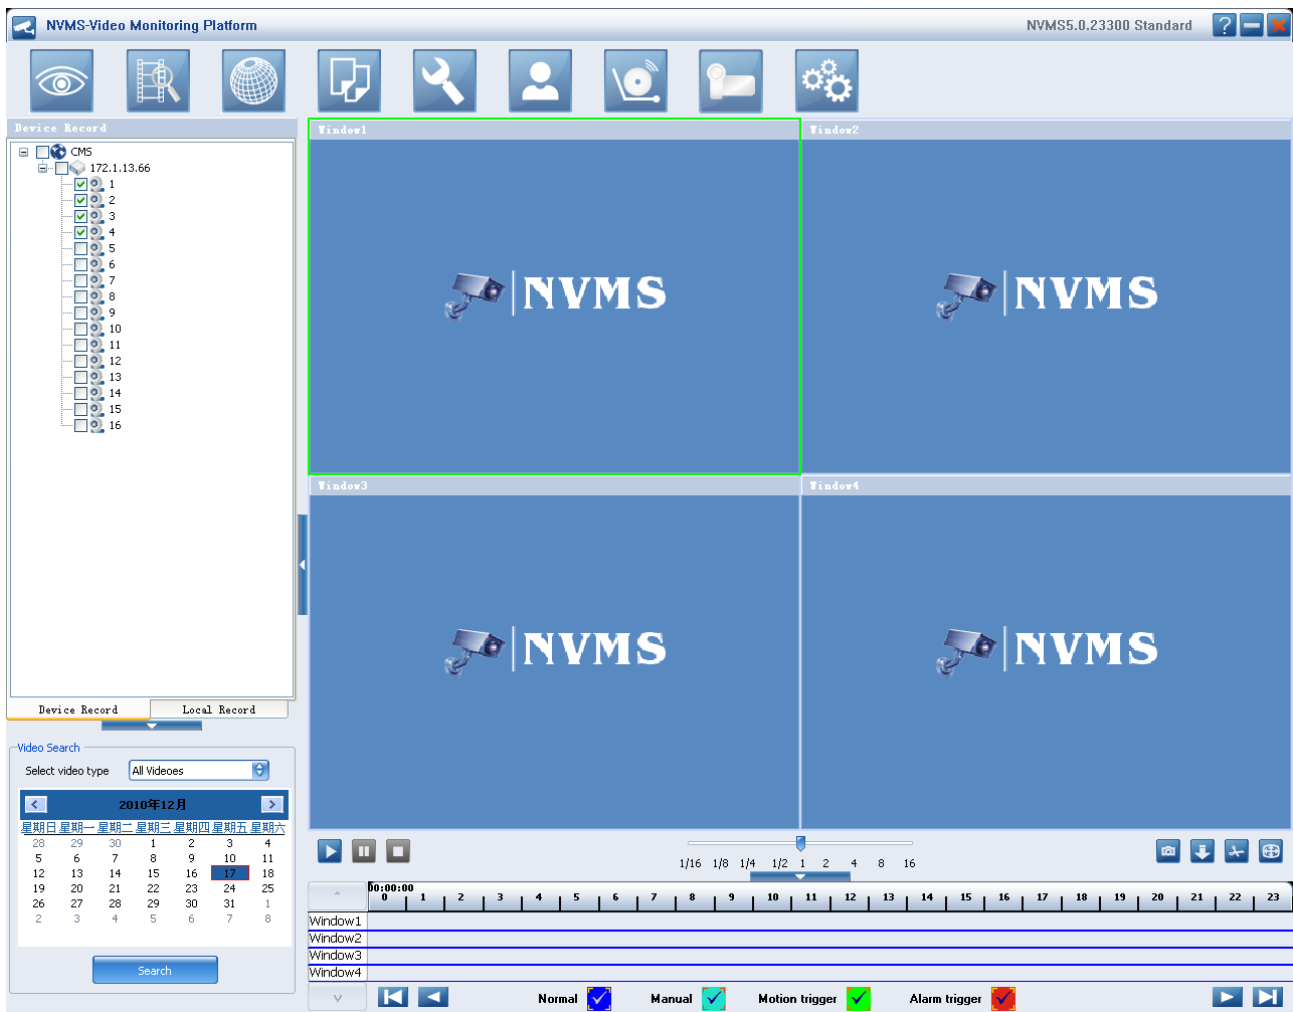 NVMS-Video Monitoring Platform
NVMS5.0.23300 Standard
?
Device Record
CMS
172.1.13.66
1
2
3
4
5
6
7
8
9
10
11
12
13
14
15
16
Device Record Local Record
Video Search
Select video type All Videoes
2010年12月
星期日 星期一 星期二 星期三 星期四 星期五 星期六
28 29 30 1 2 3 4
5 6 7 8 9 10 11
12 13 14 15 16 17 18
19 20 21 22 23 24 25
26 27 28 29 30 31 1
2 3 4 5 6 7 8
Search
Window1 Window2
NVMS NVMS
Window3 Window4
NVMS NVMS
1/16 1/8 1/4 1/2 1 2 4 8 16
00:00:00
0 1 2 3 4 5 6 7 8 9 10 11 12 13 14 15 16 17 18 19 20 21 22 23
Window1
Window2
Window3
Window4
Normal Manual Motion trigger Alarm trigger